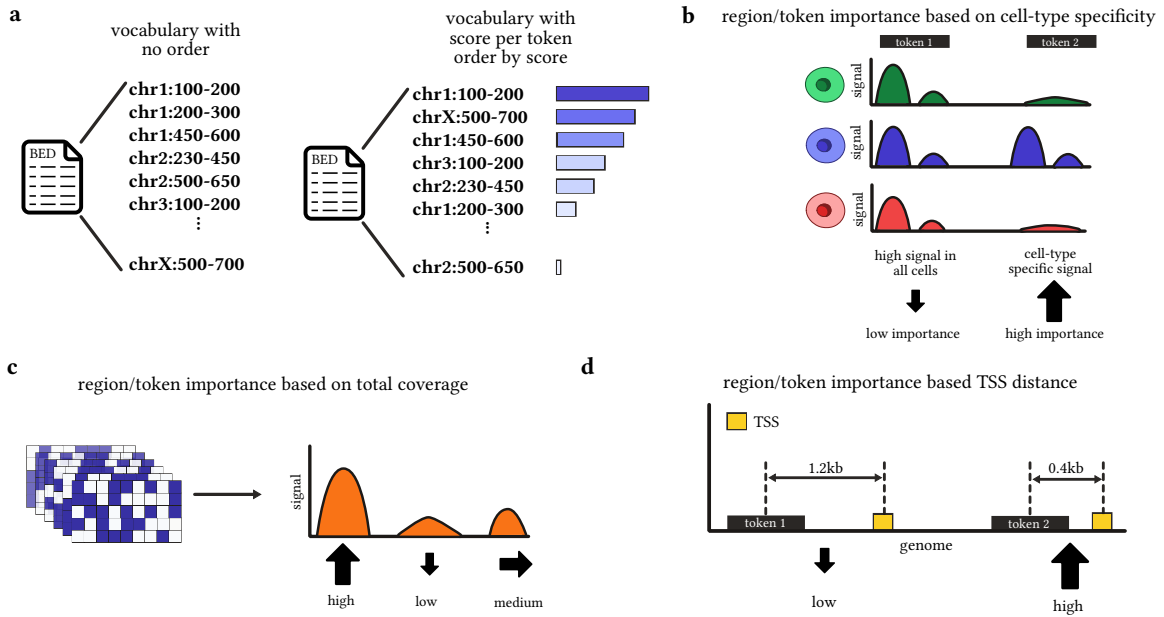 a
vocabulary with
no order
BED
chr1:100-200
chr1:200-300
chr1:450-600
chr2:230-450
chr2:500-650
chr3:100-200
⋮
chrX:500-700
vocabulary with
score per token
order by score
BED
chr1:100-200
chrX:500-700
chr1:450-600
chr3:100-200
chr2:230-450
chr1:200-300
⋮
chr2:500-650
b
region/token importance based on cell-type specificity
token 1
token 2
signal
signal
signal
high signal in
all cells
cell-type
specific signal
low importance
high importance
c
region/token importance based on total coverage
signal
high
low
medium
d
region/token importance based TSS distance
TSS
1.2kb
0.4kb
token 1
token 2
genome
low
high